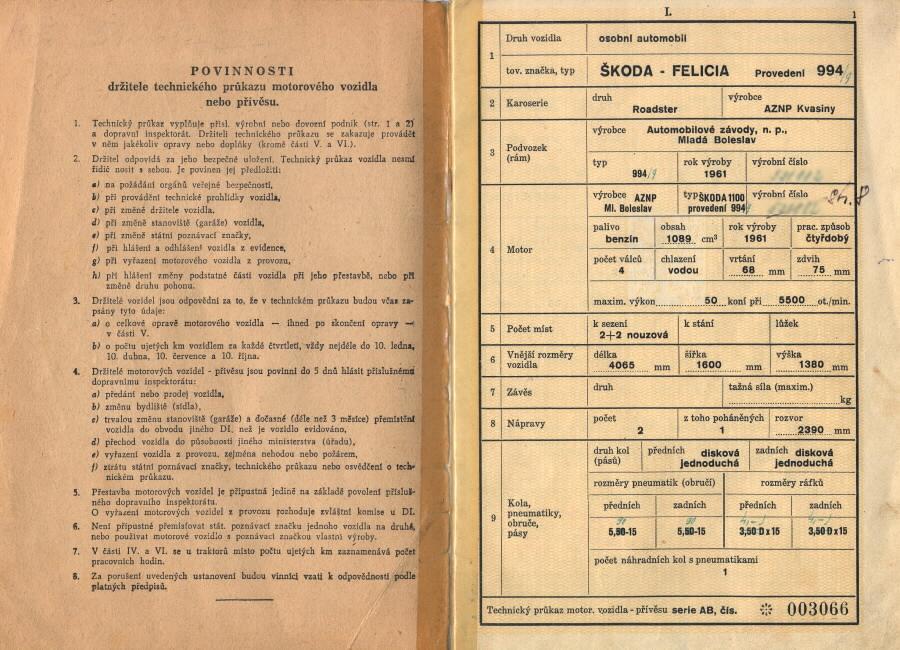 POVINNOSTI
držitele technického průkazu motorového vozidla
nebo přívěsu.
1. Technický průkaz vyplňuje přísl. výrobní nebo dovozní podnik (str. 1 a 2)
a dopravní inspektorát. Držiteli technického průkazu se zakazuje provádět
v něm jakékoliv opravy nebo doplňky (kromě části V. a VI.).
2. Držitel odpovídá za jeho bezpečné uložení. Technický průkaz vozidla nesmí
řidič nosit s sebou. Je povinen jej předložiti:
a) na požádání orgánů veřejné bezpečnosti,
b) při provádění technické prohlídky vozidla,
c) při změně držitele vozidla,
d) při změně stanoviště (garáže) vozidla,
e) při změně státní poznávací značky,
f) při hlášení a odhlášení vozidla z evidence,
g) při vyřazení motorového vozidla z provozu,
h) při hlášení změny podstatné části vozidla při jeho přestavbě, nebo při
změně druhu pohonu.
3. Držitelé vozidel jsou odpovědni za to, že v technickém průkazu budou včas za-
psány tyto údaje:
a) o celkové opravě motorového vozidla — ihned po skončení opravy —
v části V.
b) o počtu ujetých km vozidlem za každé čtvrtletí, vždy nejdéle do 10. ledna,
10. dubna, 10. července a 10. října.
4. Držitelé motorových vozidel - přívěsu jsou povinni do 5 dnů hlásit příslušnému
dopravnímu inspektorátu:
a) předání nebo prodej vozidla,
b) změnu bydliště (sídla),
c) trvalou změnu stanoviště (garáže) a dočasné (déle než 3 měsíce) přemístění
vozidla do obvodu jiného DI, než je vozidlo evidováno,
d) přechod vozidla do působnosti jiného ministerstva (úřadu),
e) vyřazení vozidla z provozu, zejména nehodou nebo požárem,
f) ztrátu státní poznávací značky, technického průkazu nebo osvědčení o tech-
nickém průkazu.
5. Přestavba motorových vozidel je přípustná jedině na základě povolení přísluš-
ného dopravního inspektorátu.
O vyřazení motorových vozidel z provozu rozhoduje zvláštní komise u DI.
6. Není přípustné přemisťovat stát. poznávací značku jednoho vozidla na druhé,
nebo používat motorové vozidlo s poznávací značkou vlastní výroby.
7. V části IV. a VI. se u traktorů místo počtu ujetých km zaznamenává počet
pracovních hodin.
8. Za porušení uvedených ustanovení budou vinníci vzati k odpovědnosti podle
platných předpisů.
I. 1
1 Druh vozidla osobní automobil
tov. značka, typ ŠKODA - FELICIA Provedení 994/9
2 Karoserie druh Roadster výrobce AZNP Kvasiny
3 Podvozek (rám) výrobce Automobilové závody, n. p.,
Mladá Boleslav
typ 994/9 rok výroby 1961 výrobní číslo
4 Motor výrobce AZNP Ml. Boleslav typ ŠKODA 1100 provedení 994/9 výrobní číslo
palivo benzin obsah 1089 cm³ rok výroby 1961 prac. způsob čtyřdobý
počet válců 4 chlazení vodou vrtání 68 mm zdvih 75 mm
maxim. výkon 50 koní při 5500 ot./min.
5 Počet míst k sezení 2+2 nouzová k stání lůžek
6 Vnější rozměry vozidla délka 4065 mm šířka 1600 mm výška 1380 mm
7 Závěs druh tažná síla (maxim.) kg
8 Nápravy počet 2 z toho poháněných 1 rozvor 2390 mm
9 Kola, pneumatiky, obruče, pásy druh kol (pásů) předních disková jednoduchá zadních disková jednoduchá
rozměry pneumatik (obručí) rozměry ráfků
předních zadních předních zadních
5,50-15 5,50-15 3,50 D x 15 3,50 D x 15
počet náhradních kol s pneumatikami
1
Technický průkaz motor. vozidla - přívěsu serie AB, čís. 003066